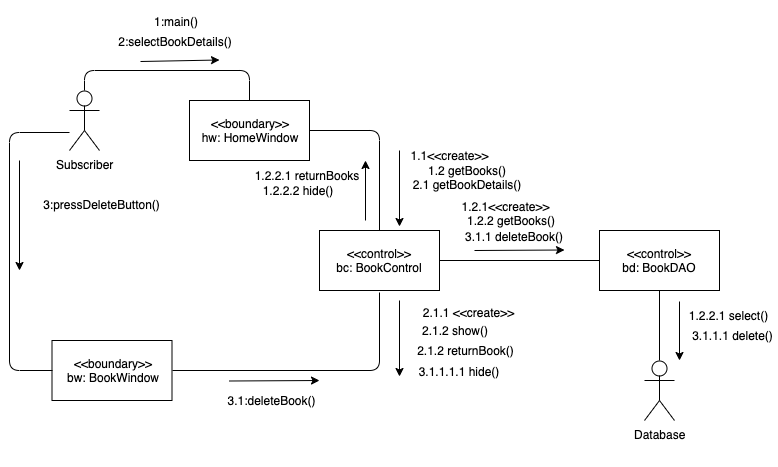 1:main()
2:selectBookDetails()
<<boundary>>
hw: HomeWindow
Subscriber
1.1<<create>>
1.2 getBooks()
2.1 getBookDetails()
1.2.2.1 returnBooks
1.2.2.2 hide()
3:pressDeleteButton()
1.2.1<<create>>
1.2.2 getBooks()
3.1.1 deleteBook()
<<control>>
bc: BookControl
<<control>>
bd: BookDAO
2.1.1 <<create>>
2.1.2 show()
2.1.2 returnBook()
3.1.1.1.1 hide()
1.2.2.1 select()
3.1.1.1 delete()
<<boundary>>
bw: BookWindow
3.1:deleteBook()
Database